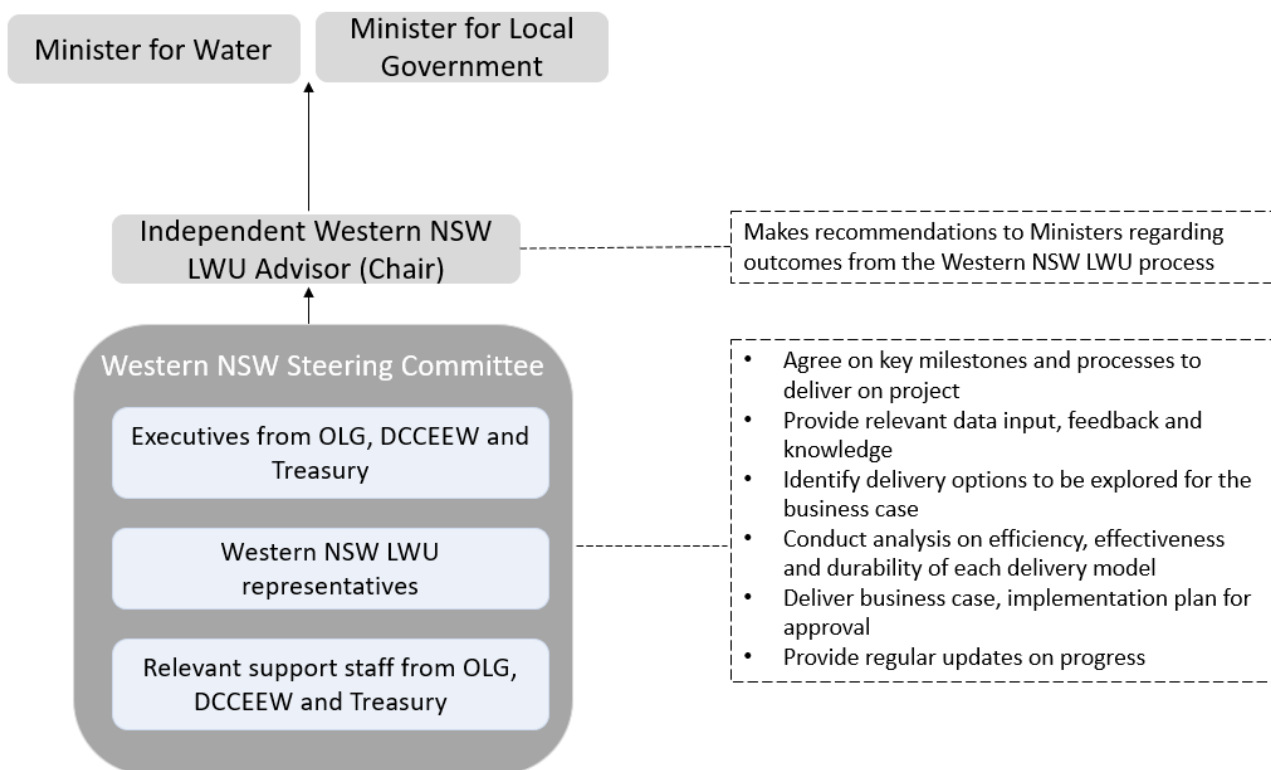 Minister for Water
Minister for Local
Government
Independent Western NSW
LWU Advisor (Chair)
Makes recommendations to Ministers regarding
outcomes from the Western NSW LWU process
Western NSW Steering Committee
Executives from OLG, DCCEEW and
Treasury
Western NSW LWU
representatives
Relevant support staff from OLG,
DCCEEW and Treasury
• Agree on key milestones and processes to
deliver on project
• Provide relevant data input, feedback and
knowledge
• Identify delivery options to be explored for the
business case
• Conduct analysis on efficiency, effectiveness
and durability of each delivery model
• Deliver business case, implementation plan for
approval
• Provide regular updates on progress